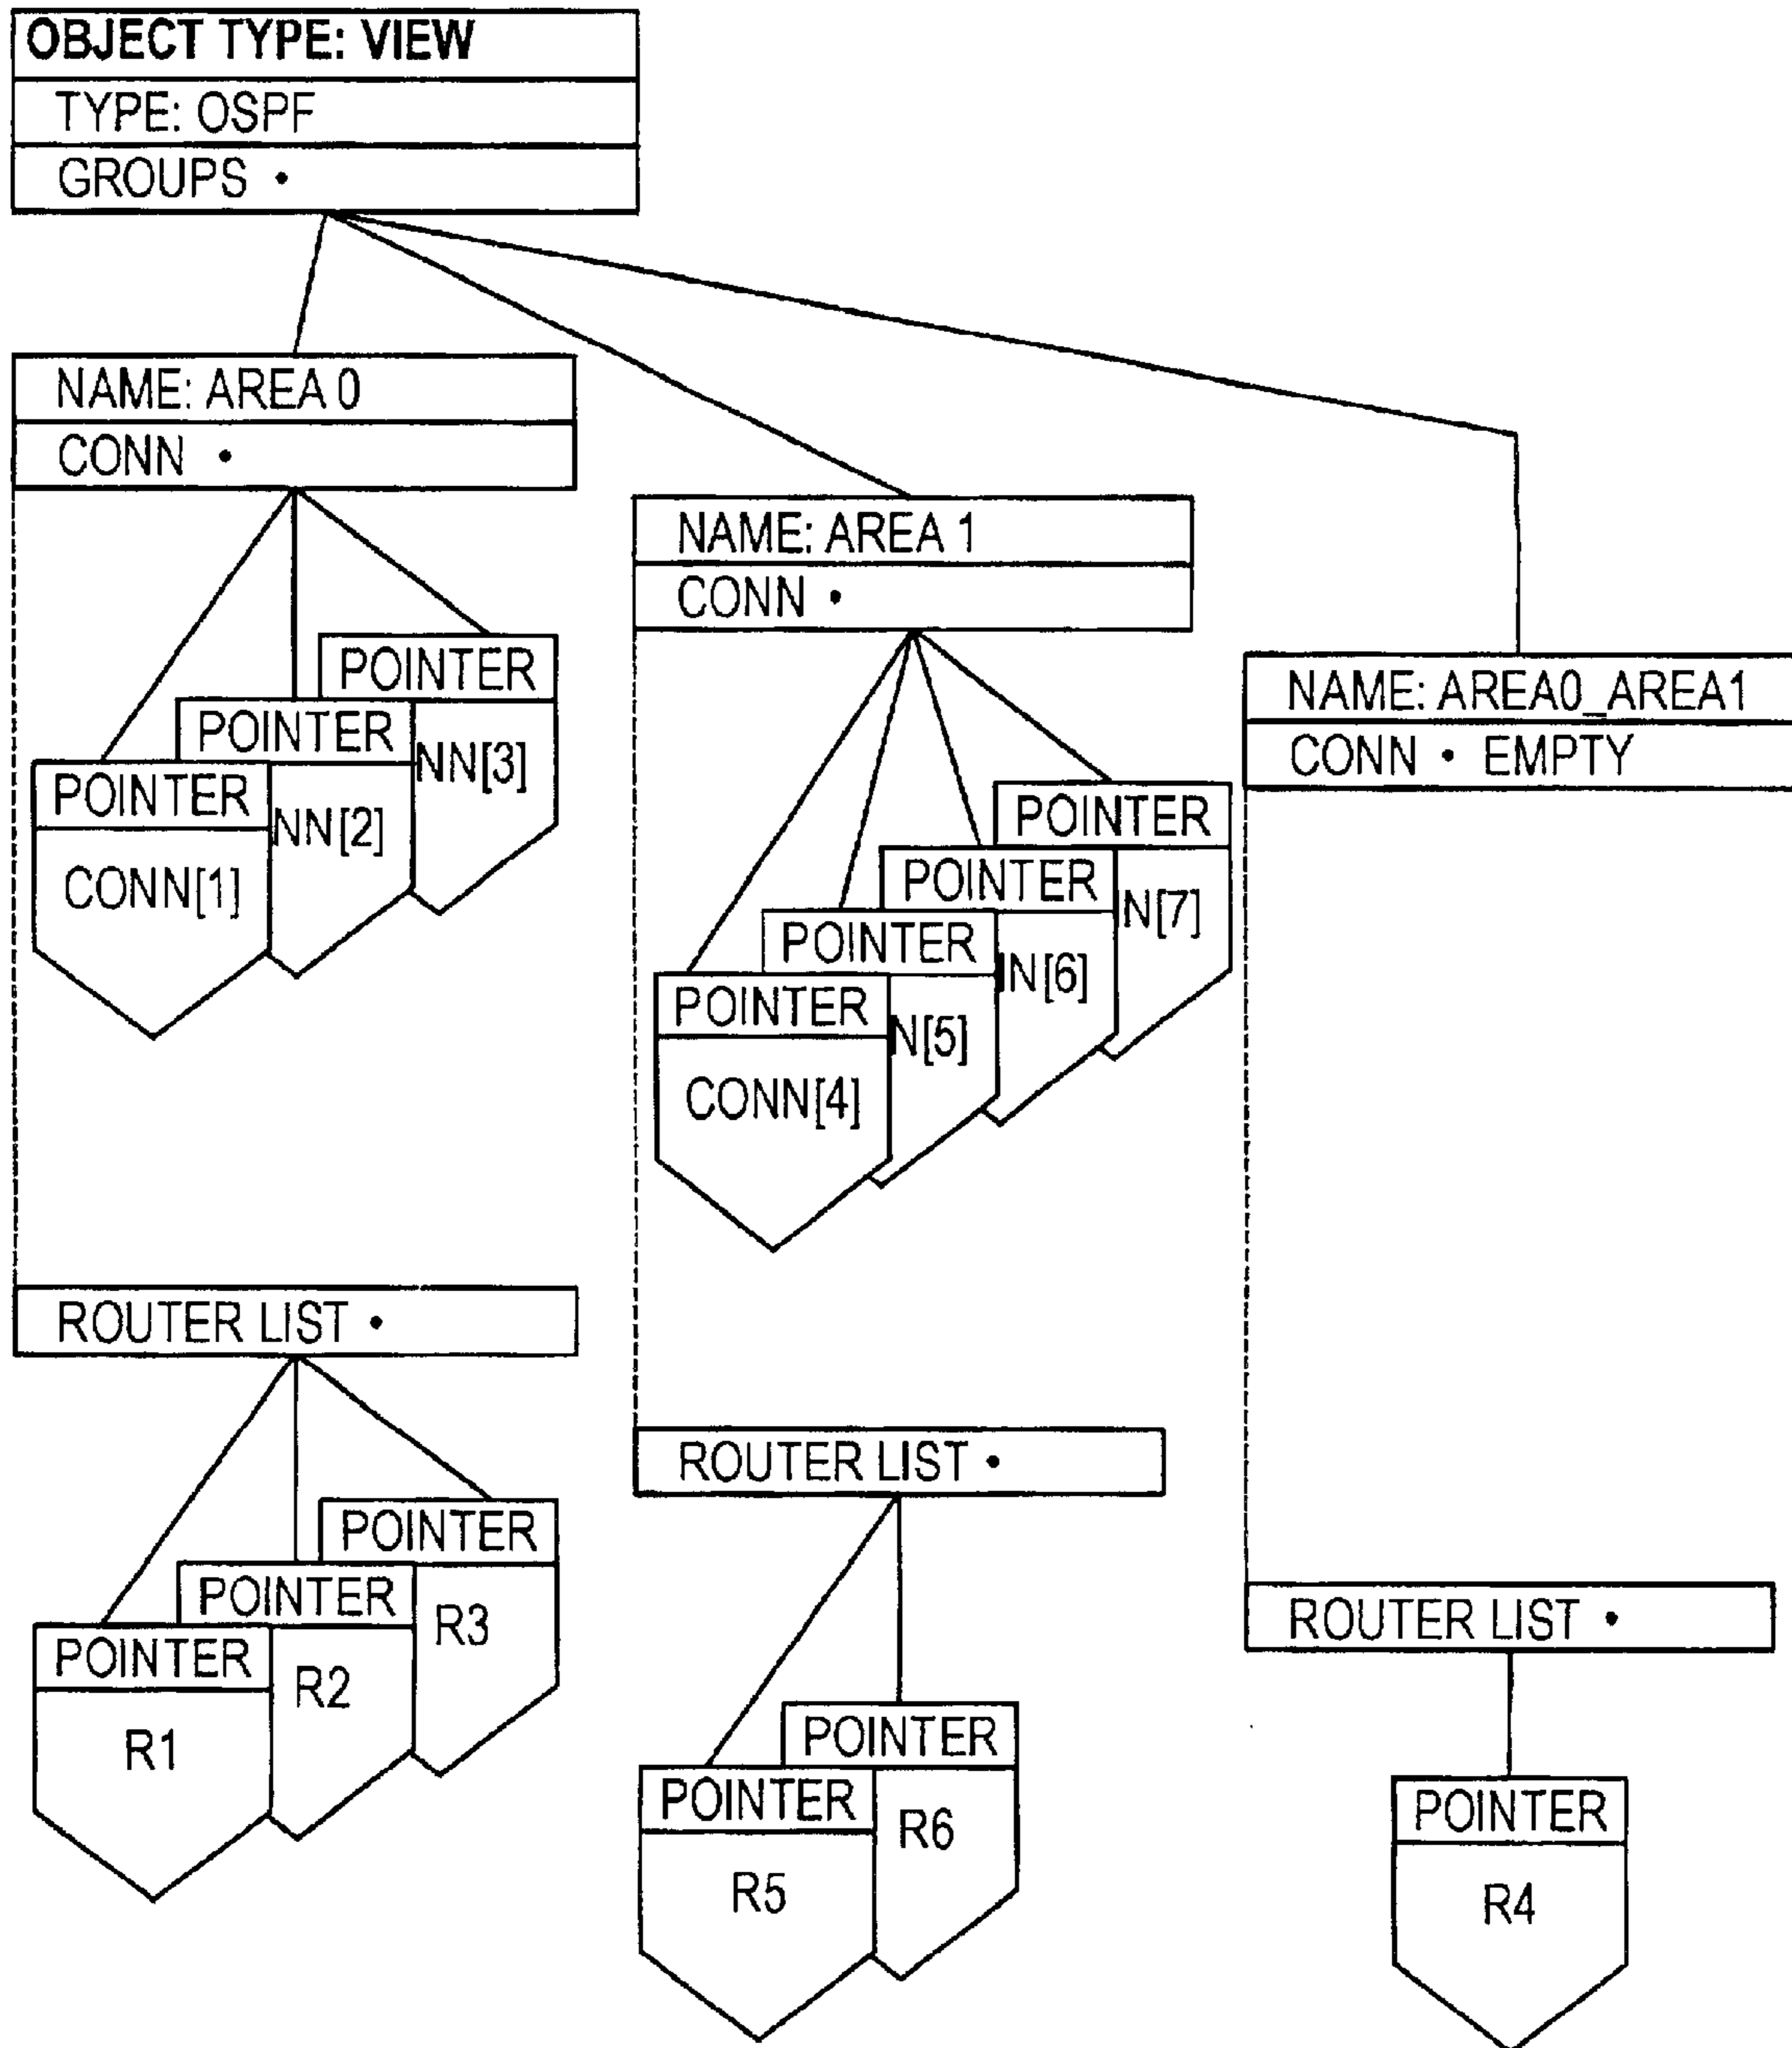 OBJECT TYPE: VIEW
TYPE: OSPF
GROUPS •
NAME: AREA 0
CONN •
POINTER
NN[3]
POINTER
NN[2]
POINTER
CONN[1]
ROUTER LIST •
POINTER
R3
POINTER
R2
POINTER
R1
NAME: AREA 1
CONN •
POINTER
N[7]
POINTER
IN[6]
POINTER
N[5]
POINTER
CONN[4]
ROUTER LIST •
POINTER
R6
POINTER
R5
NAME: AREA0_AREA1
CONN • EMPTY
ROUTER LIST •
POINTER
R4